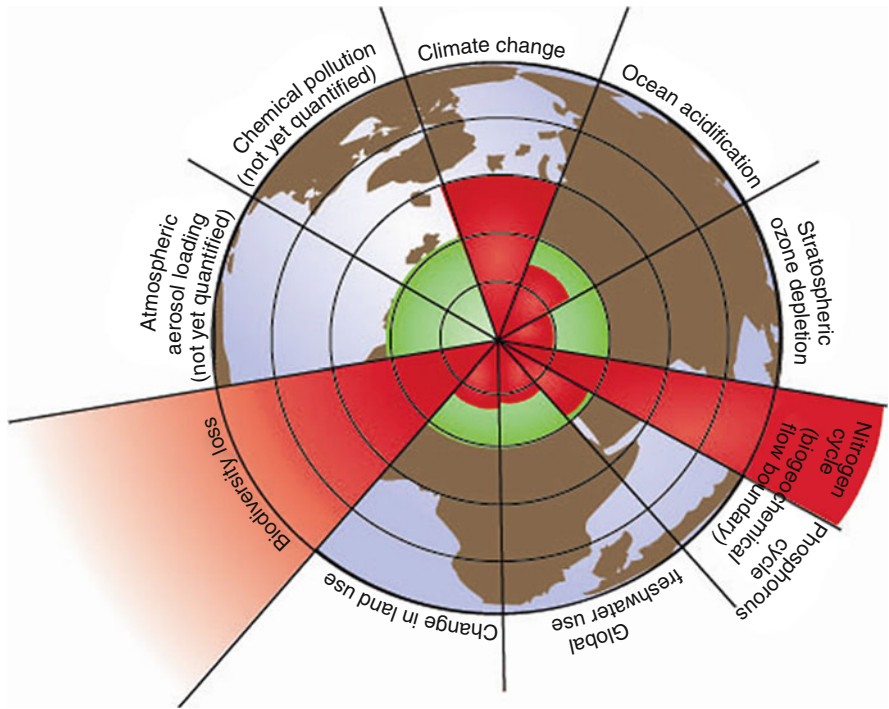 Climate change
Ocean acidification
Stratospheric
ozone depletion
Nitrogen
cycle
(biogeochemical
flow boundary)
Phosphorous
cycle
Global
freshwater use
Change in land use
Biodiversity loss
Atmospheric
aerosol loading
(not yet quantified)
Chemical pollution
(not yet quantified)